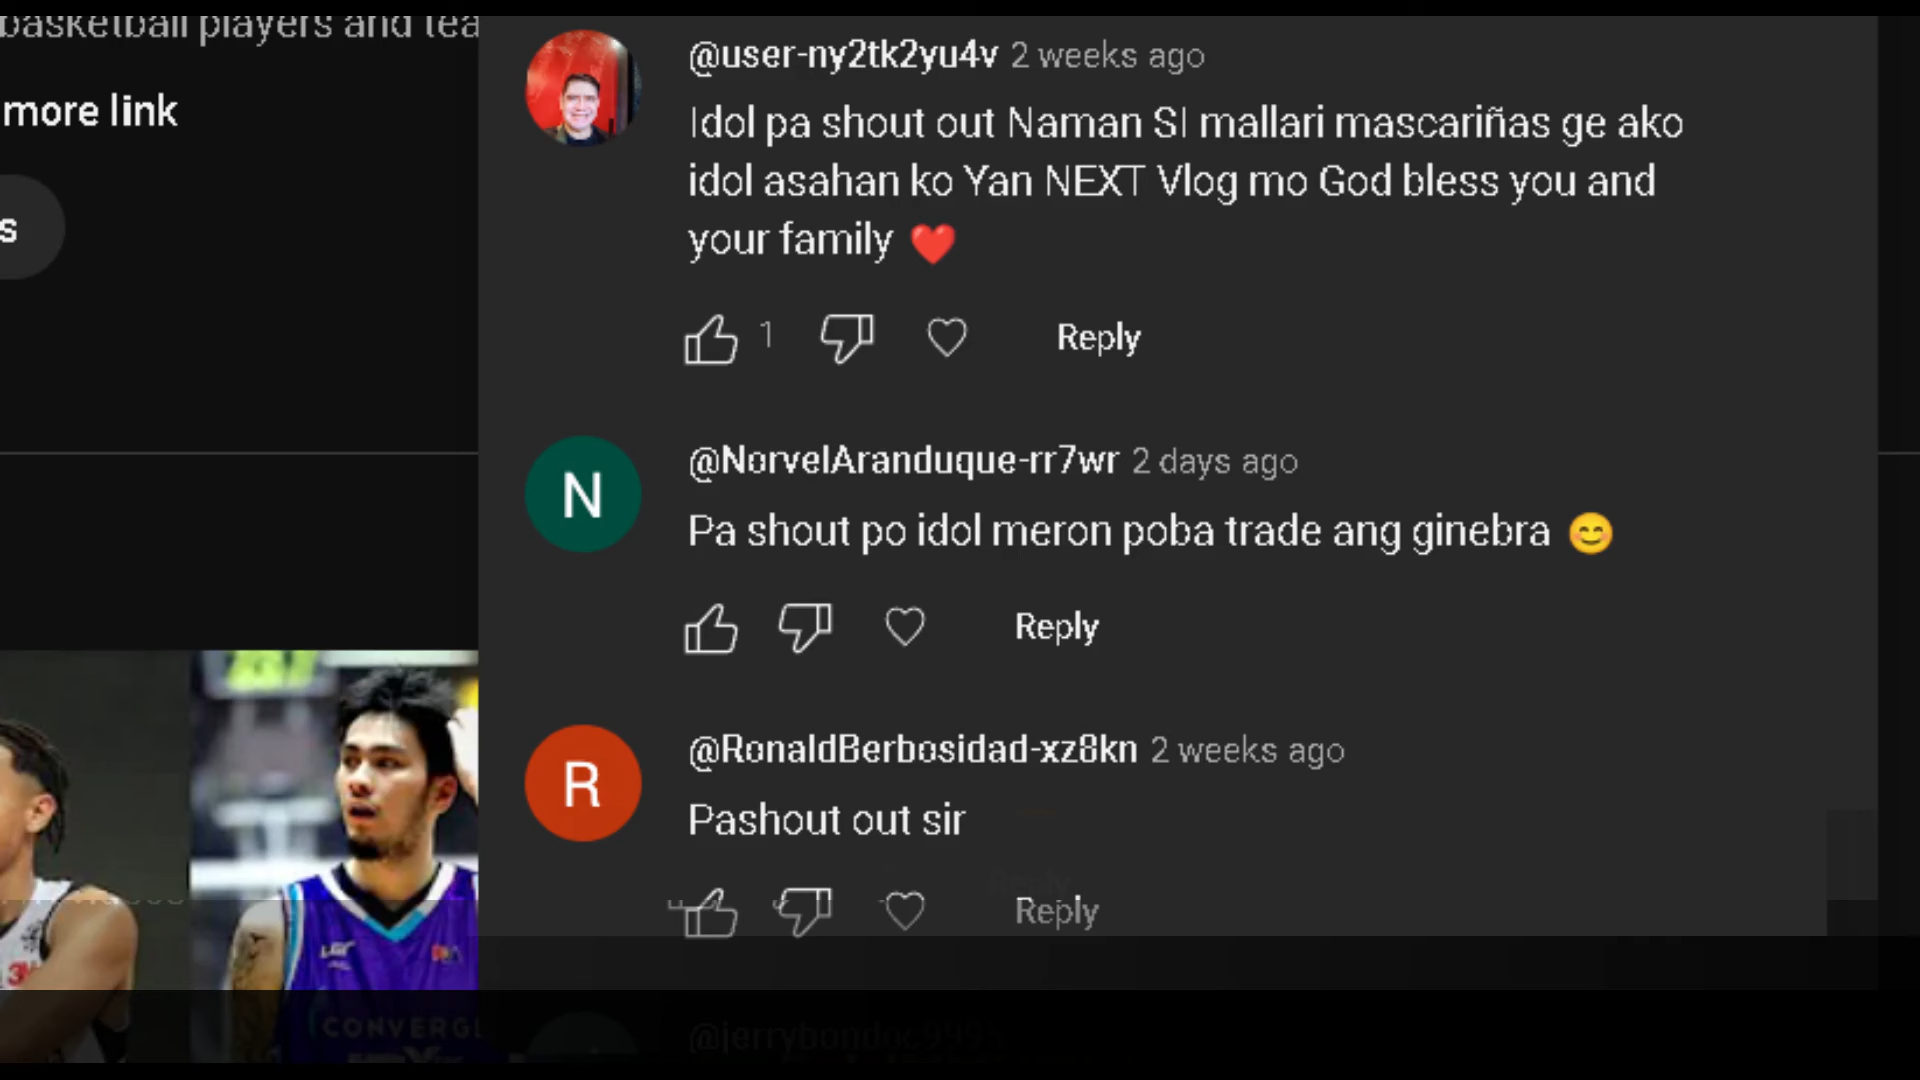 basketball players and tea
more link
s
@user-ny2tk2yu4v 2 weeks ago
Idol pa shout out Naman SI mallari mascariñas ge ako
idol asahan ko Yan NEXT Vlog mo God bless you and
your family ❤️
1
Reply
N
@NorvelAranduque-rr7wr 2 days ago
Pa shout po idol meron poba trade ang ginebra 😊
Reply
R
@RonaldBerbosidad-xz8kn 2 weeks ago
Pashout out sir
Reply
CONVERG
@jerrybondoc9995